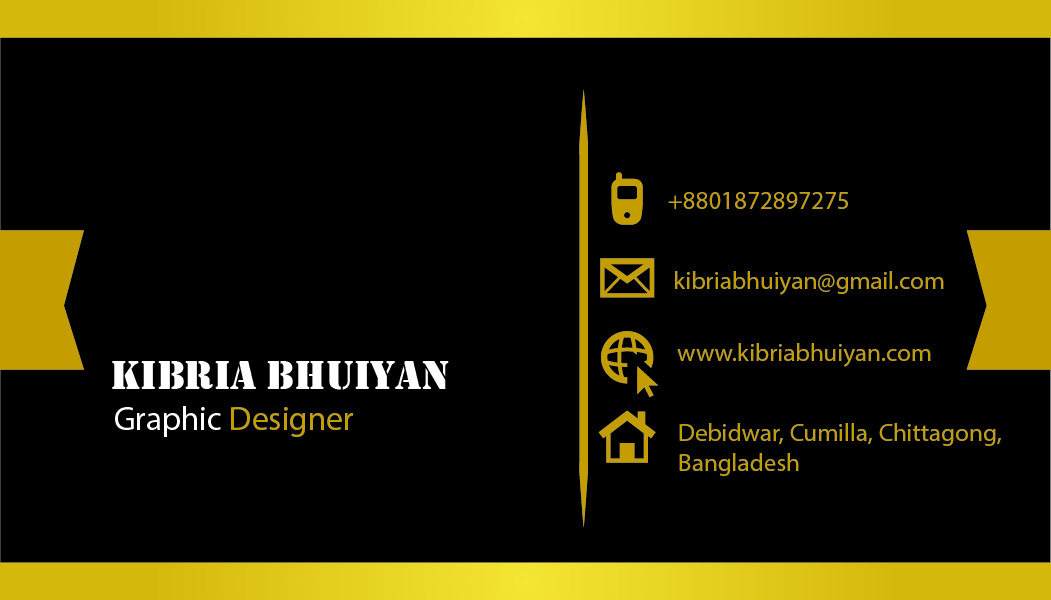 KIBRIA BHUIYAN
Graphic Designer
+8801872897275
kibriabhuiyan@gmail.com
www.kibriabhuiyan.com
Debidwar, Cumilla, Chittagong,
Bangladesh